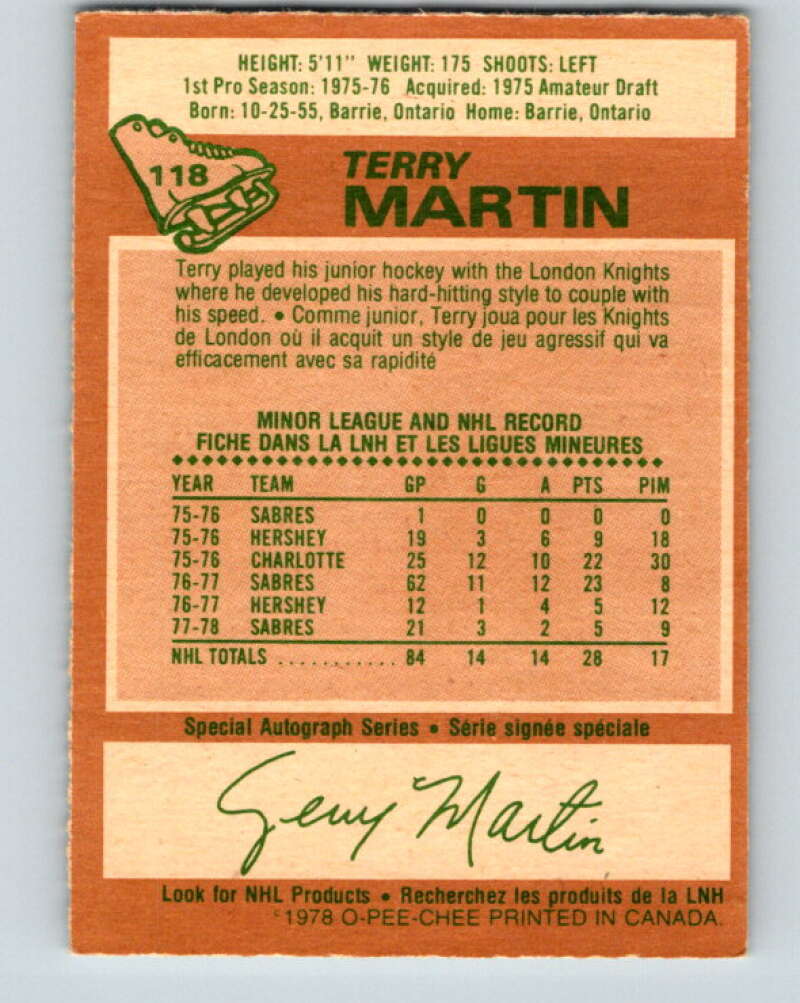 HEIGHT: 5'11" WEIGHT: 175 SHOOTS: LEFT
1st Pro Season: 1975-76 Acquired: 1975 Amateur Draft
Born: 10-25-55, Barrie, Ontario Home: Barrie, Ontario
118
TERRY
MARTIN
Terry played his junior hockey with the London Knights
where he developed his hard-hitting style to couple with
his speed. • Comme junior, Terry joua pour les Knights
de London où il acquit un style de jeu agressif qui va
efficacement avec sa rapidité
MINOR LEAGUE AND NHL RECORD
FICHE DANS LA LNH ET LES LIGUES MINEURES
YEAR TEAM GP G A PTS PIM
75-76 SABRES 1 0 0 0 0
75-76 HERSHEY 19 3 6 9 18
75-76 CHARLOTTE 25 12 10 22 30
76-77 SABRES 62 11 12 23 8
76-77 HERSHEY 12 1 4 5 12
77-78 SABRES 21 3 2 5 9
NHL TOTALS ............ 84 14 14 28 17
Special Autograph Series • Série signée spéciale
Terry Martin
Look for NHL Products • Recherchez les produits de la LNH
©1978 O-PEE-CHEE PRINTED IN CANADA.